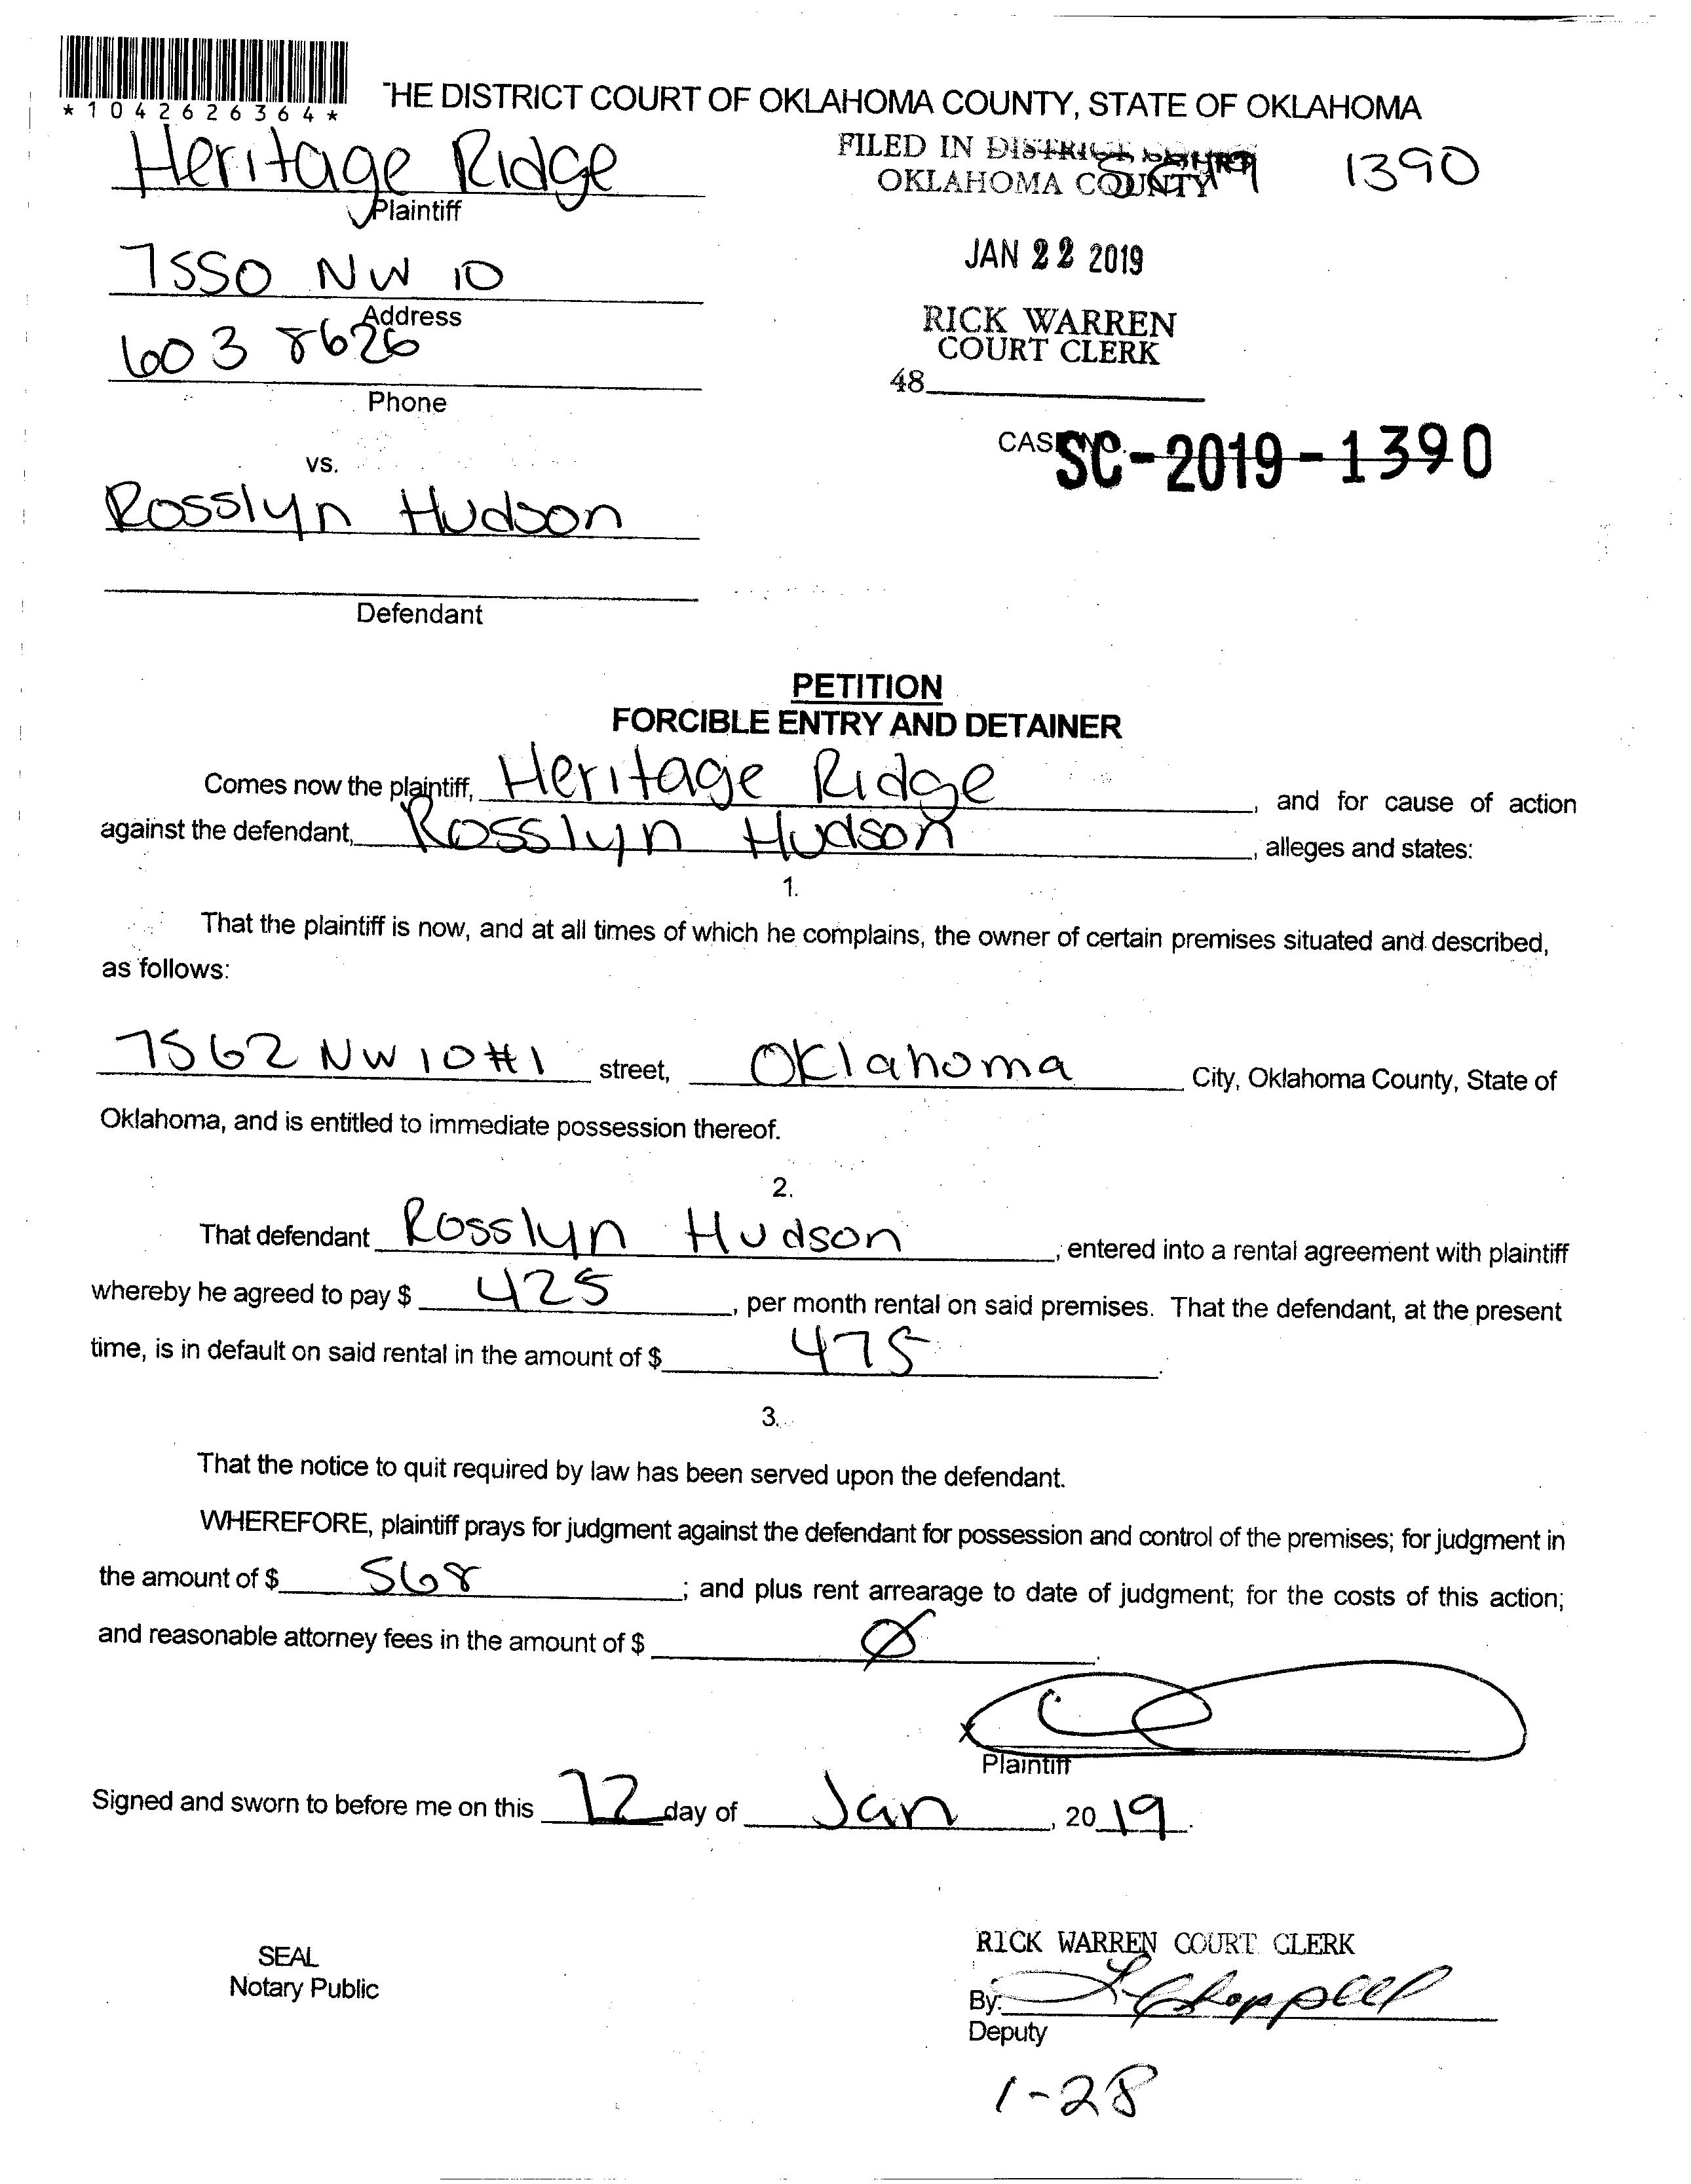 *1042626364*
THE DISTRICT COURT OF OKLAHOMA COUNTY, STATE OF OKLAHOMA
Heritage Ridge
Plaintiff
FILED IN DISTRICT COURT
OKLAHOMA COUNTY
1390
7550 NW 10
Address
JAN 22 2019
603 8626
Phone
RICK WARREN
COURT CLERK
48
vs.
CASE NO. SC-2019-1390
Rosslyn Hudson
Defendant
PETITION
FORCIBLE ENTRY AND DETAINER
Comes now the plaintiff, Heritage Ridge, and for cause of action
against the defendant, Rosslyn Hudson, alleges and states:
1.
That the plaintiff is now, and at all times of which he complains, the owner of certain premises situated and described,
as follows:
7562 NW 10 #1 street, Oklahoma City, Oklahoma County, State of
Oklahoma, and is entitled to immediate possession thereof.
2.
That defendant Rosslyn Hudson, entered into a rental agreement with plaintiff
whereby he agreed to pay $ 425, per month rental on said premises. That the defendant, at the present
time, is in default on said rental in the amount of $ 475.
3.
That the notice to quit required by law has been served upon the defendant.
WHEREFORE, plaintiff prays for judgment against the defendant for possession and control of the premises; for judgment in
the amount of $ 568; and plus rent arrearage to date of judgment; for the costs of this action;
and reasonable attorney fees in the amount of $ Ø.
x
Plaintiff
Signed and sworn to before me on this 22 day of Jan, 2019.
SEAL
Notary Public
RICK WARREN COURT CLERK
By: L Chappell
Deputy
1-28